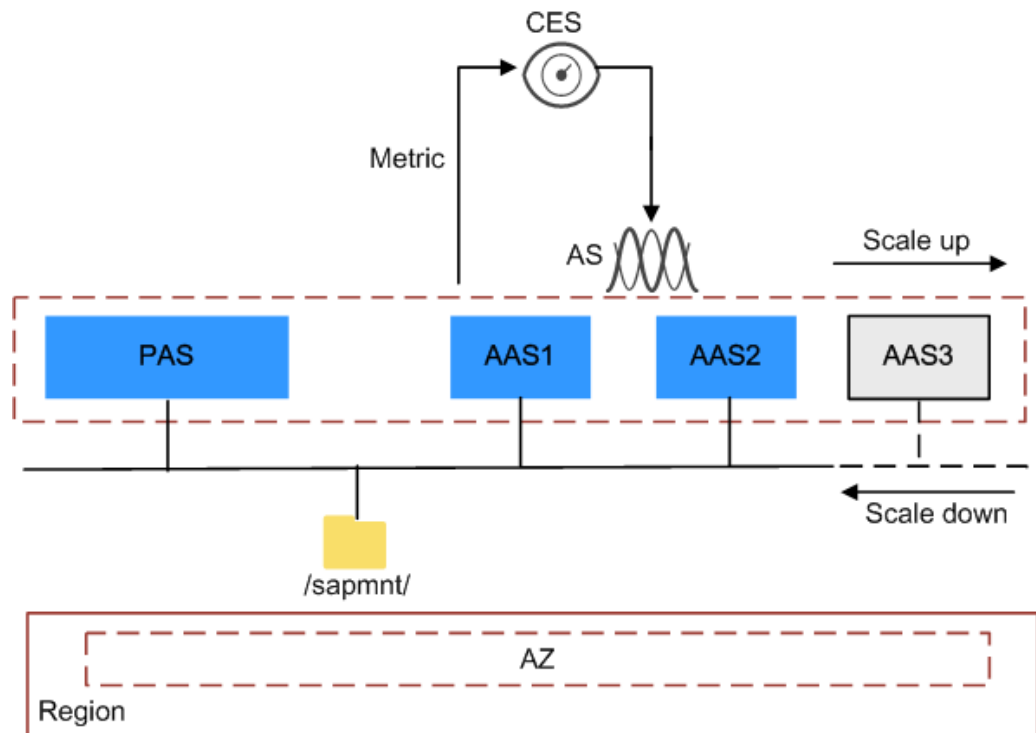 CES
Metric
AS
Scale up
PAS
AAS1
AAS2
AAS3
Scale down
/sapmnt/
AZ
Region